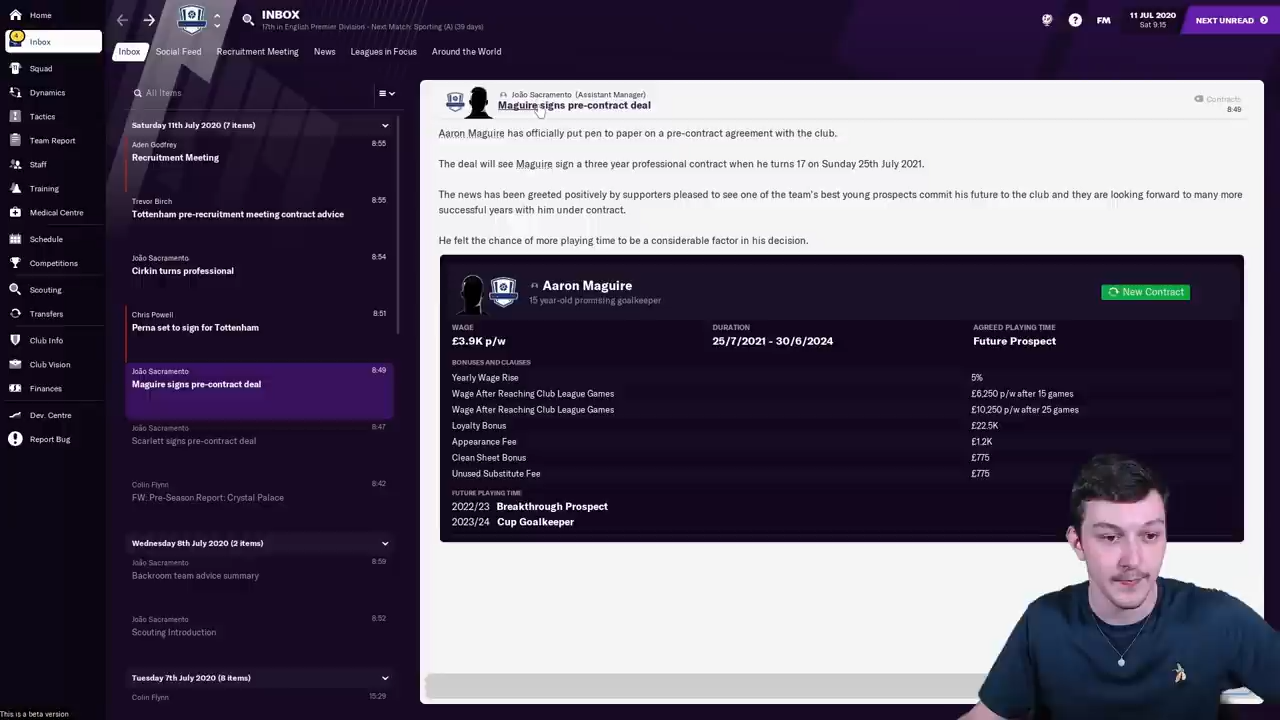 Home
4
Inbox
Squad
Dynamics
Tactics
Team Report
Staff
Training
Medical Centre
Schedule
Competitions
Scouting
Transfers
Club Info
Club Vision
Finances
Dev. Centre
Report Bug
This is a beta version
INBOX
17th in English Premier Division - Next Match: Sporting (A) (39 days)
FM
11 JUL 2020
Sat 9:15
NEXT UNREAD
Inbox
Social Feed
Recruitment Meeting
News
Leagues in Focus
Around the World
All Items
Saturday 11th July 2020 (7 items)
Aden Godfrey 8:55
Recruitment Meeting
Trevor Birch 8:55
Tottenham pre-recruitment meeting contract advice
João Sacramento 8:54
Cirkin turns professional
Chris Powell 8:51
Perna set to sign for Tottenham
João Sacramento 8:49
Maguire signs pre-contract deal
João Sacramento 8:47
Scarlett signs pre-contract deal
Colin Flynn 8:42
FW: Pre-Season Report: Crystal Palace
Wednesday 8th July 2020 (2 items)
João Sacramento 8:59
Backroom team advice summary
João Sacramento 8:52
Scouting Introduction
Tuesday 7th July 2020 (8 items)
Colin Flynn 15:29
João Sacramento (Assistant Manager)
Maguire signs pre-contract deal
Contracts
8:49
Aaron Maguire has officially put pen to paper on a pre-contract agreement with the club.
The deal will see Maguire sign a three year professional contract when he turns 17 on Sunday 25th July 2021.
The news has been greeted positively by supporters pleased to see one of the team's best young prospects commit his future to the club and they are looking forward to many more
successful years with him under contract.
He felt the chance of more playing time to be a considerable factor in his decision.
Aaron Maguire
15 year-old promising goalkeeper
New Contract
WAGE DURATION AGREED PLAYING TIME
£3.9K p/w 25/7/2021 - 30/6/2024 Future Prospect
BONUSES AND CLAUSES
Yearly Wage Rise 5%
Wage After Reaching Club League Games £6,250 p/w after 15 games
Wage After Reaching Club League Games £10,250 p/w after 25 games
Loyalty Bonus £22.5K
Appearance Fee £1.2K
Clean Sheet Bonus £775
Unused Substitute Fee £775
FUTURE PLAYING TIME
2022/23 Breakthrough Prospect
2023/24 Cup Goalkeeper